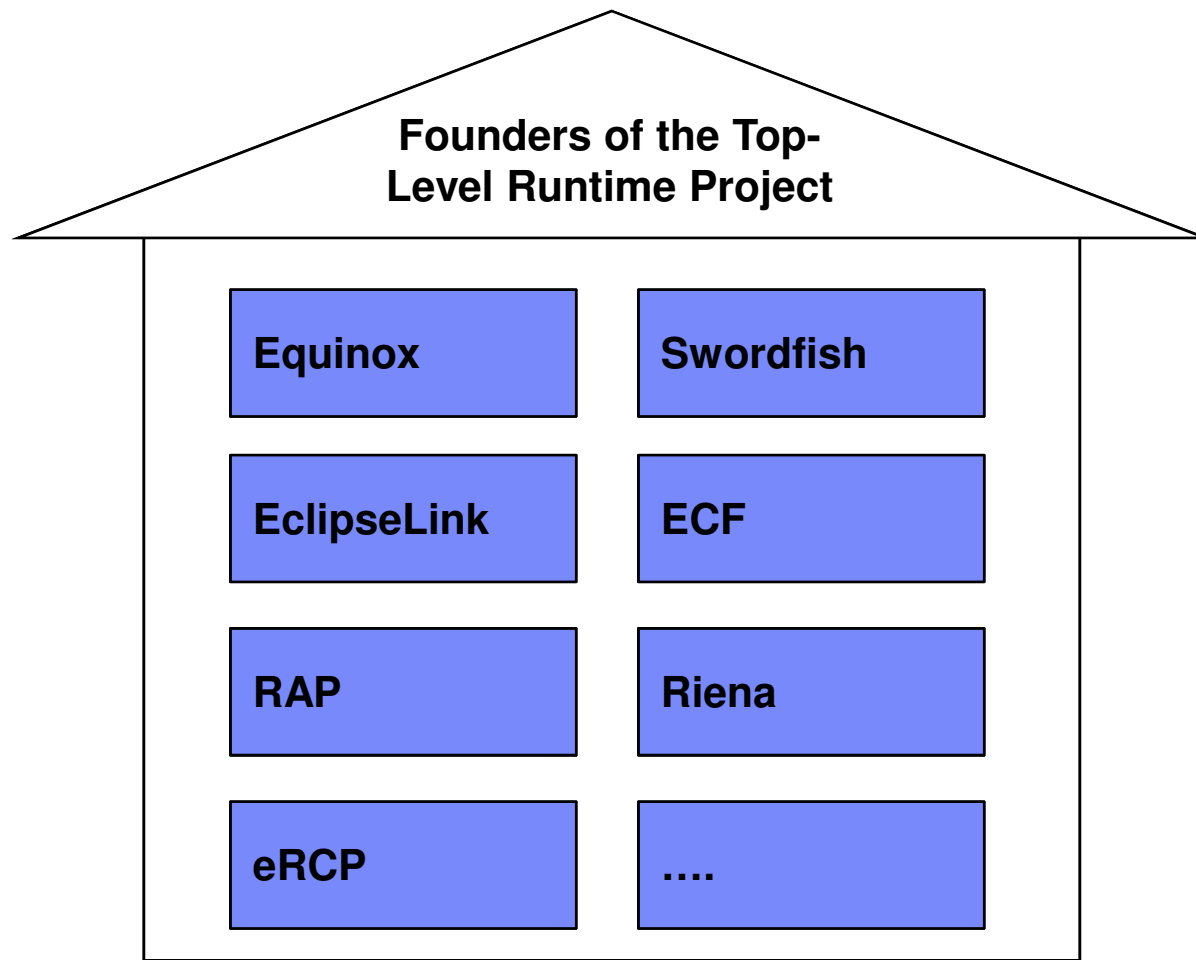 Founders of the Top-
Level Runtime Project
Equinox
Swordfish
EclipseLink
ECF
RAP
Riena
eRCP
....